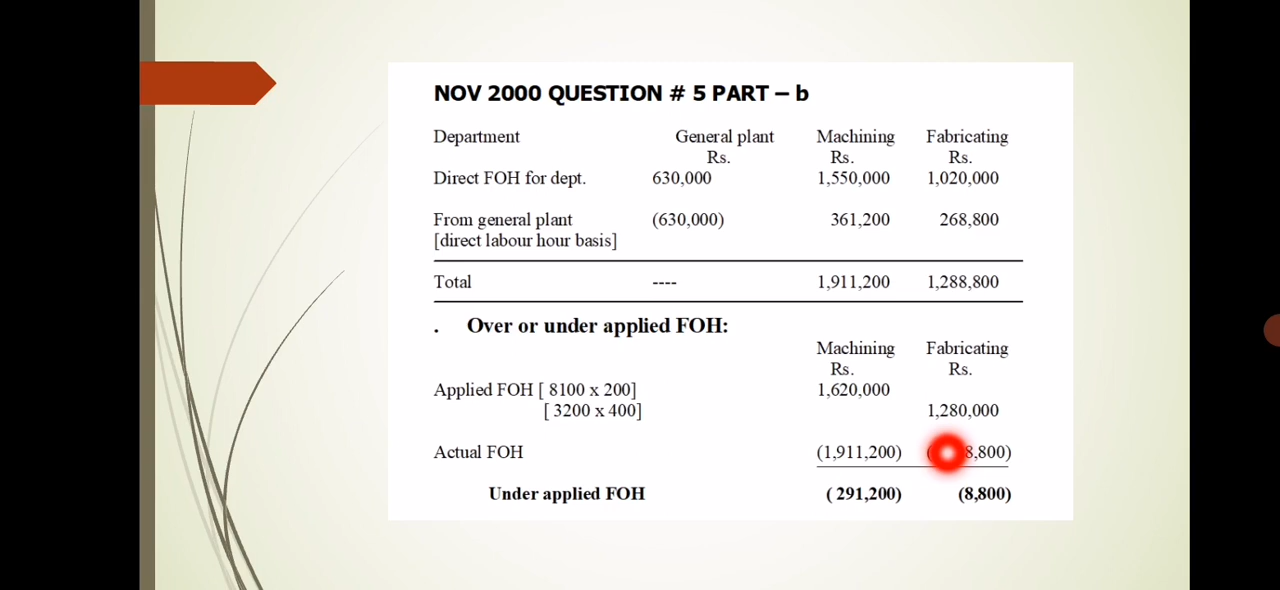 NOV 2000 QUESTION # 5 PART – b
Department General plant Machining Fabricating
Rs. Rs. Rs.
Direct FOH for dept. 630,000 1,550,000 1,020,000
From general plant (630,000) 361,200 268,800
[direct labour hour basis]
Total ---- 1,911,200 1,288,800
. Over or under applied FOH:
Machining Fabricating
Rs. Rs.
Applied FOH [ 8100 x 200] 1,620,000
[ 3200 x 400] 1,280,000
Actual FOH (1,911,200)
Under applied FOH ( 291,200) (8,800)